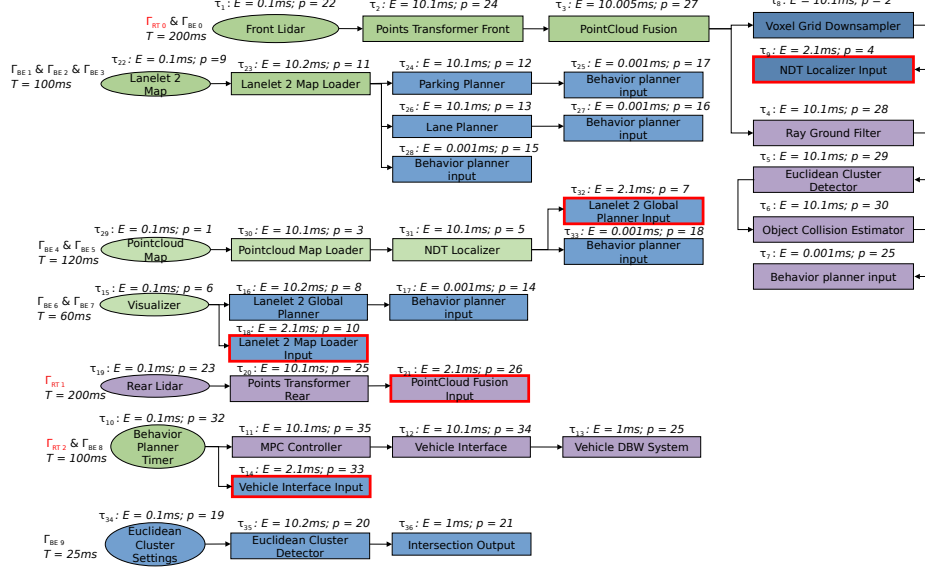 τ1: E = 0.1ms; p = 22
τ2: E = 10.1ms; p = 24
τ3: E = 10.005ms; p = 27
τ8: E = 10.1ms; p = 2
ΓRT 0 & ΓBE 0
T = 200ms
Front Lidar
Points Transformer Front
PointCloud Fusion
Voxel Grid Downsampler
τ9: E = 2.1ms; p = 4
NDT Localizer Input
ΓBE 1 & ΓBE 2 & ΓBE 3
T = 100ms
τ22: E = 0.1ms; p =9
Lanelet 2
Map
τ23: E = 10.2ms; p = 11
Lanelet 2 Map Loader
τ24: E = 10.1ms; p = 12
Parking Planner
τ25: E = 0.001ms; p = 17
Behavior planner
input
τ26: E = 10.1ms; p = 13
Lane Planner
τ27: E = 0.001ms; p = 16
Behavior planner
input
τ28: E = 0.001ms; p = 15
Behavior planner
input
τ4: E = 10.1ms; p = 28
Ray Ground Filter
τ5: E = 10.1ms; p = 29
Euclidean Cluster
Detector
τ6: E = 10.1ms; p = 30
Object Collision Estimator
τ7: E = 0.001ms; p = 25
Behavior planner input
τ32: E = 2.1ms; p = 7
Lanelet 2 Global
Planner Input
ΓBE 4 & ΓBE 5
T = 120ms
τ29: E = 0.1ms; p = 1
Pointcloud
Map
τ30: E = 10.1ms; p = 3
Pointcloud Map Loader
τ31: E = 10.1ms; p = 5
NDT Localizer
τ33: E = 0.001ms; p = 18
Behavior planner
input
ΓBE 6 & ΓBE 7
T = 60ms
τ15: E = 0.1ms; p = 6
Visualizer
τ16: E = 10.2ms; p = 8
Lanelet 2 Global
Planner
τ17: E = 0.001ms; p = 14
Behavior planner
input
τ18: E = 2.1ms; p = 10
Lanelet 2 Map Loader
Input
ΓRT 1
T = 200ms
τ19: E = 0.1ms; p = 23
Rear Lidar
τ20: E = 10.1ms; p = 25
Points Transformer
Rear
τ21: E = 2.1ms; p = 26
PointCloud Fusion
Input
ΓRT 2 & ΓBE 8
T = 100ms
τ10: E = 0.1ms; p = 32
Behavior
Planner
Timer
τ11: E = 10.1ms; p = 35
MPC Controller
τ12: E = 10.1ms; p = 34
Vehicle Interface
τ13: E = 1ms; p = 25
Vehicle DBW System
τ14: E = 2.1ms; p = 33
Vehicle Interface Input
ΓBE 9
T = 25ms
τ34: E = 0.1ms; p = 19
Euclidean
Cluster
Settings
τ35: E = 10.2ms; p = 20
Euclidean Cluster
Detector
τ36: E = 1ms; p = 21
Intersection Output